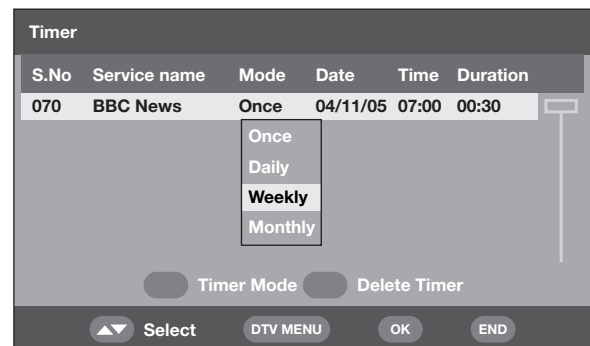 Timer
S.No Service name Mode Date Time Duration
070 BBC News Once 04/11/05 07:00 00:30
Once
Daily
Weekly
Monthly
Timer Mode Delete Timer
Select DTV MENU OK END